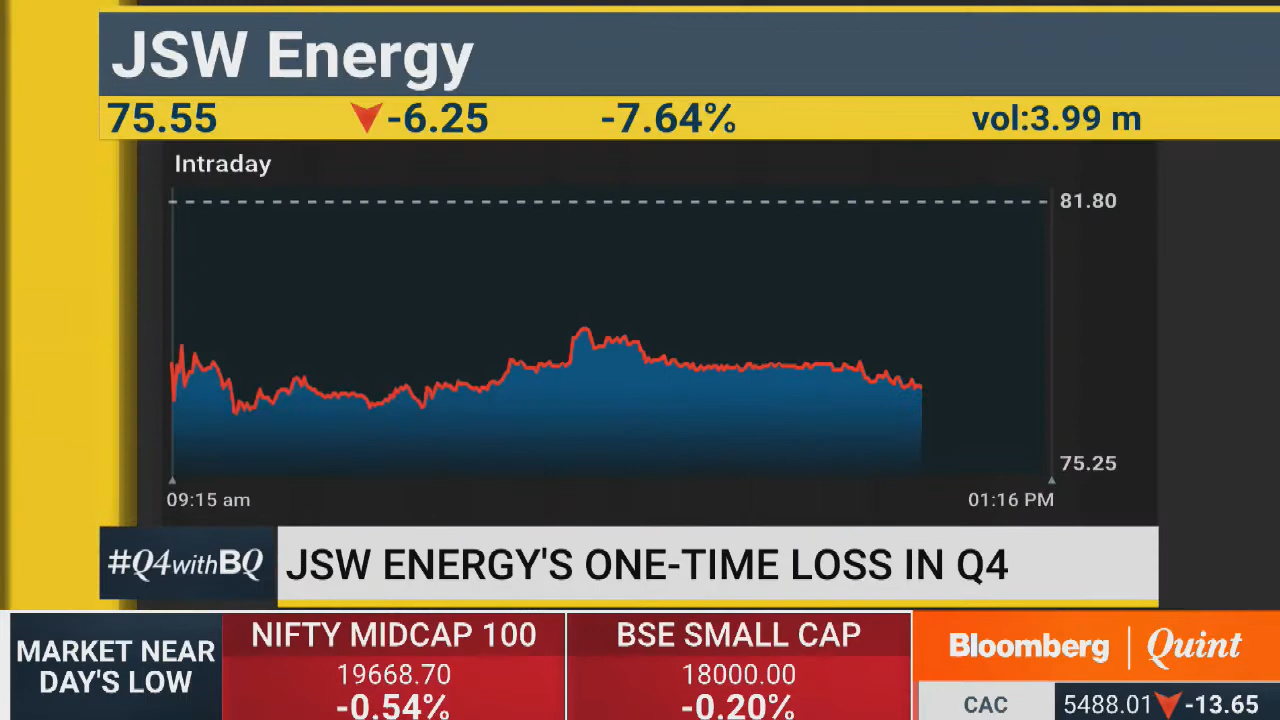 JSW Energy
75.55 -6.25 -7.64% vol:3.99 m
Intraday
81.80
75.25
09:15 am 01:16 PM
#Q4withBQ JSW ENERGY'S ONE-TIME LOSS IN Q4
MARKET NEAR
DAY'S LOW
NIFTY MIDCAP 100
19668.70
-0.54%
BSE SMALL CAP
18000.00
-0.20%
Bloomberg | Quint
CAC 5488.01 -13.65